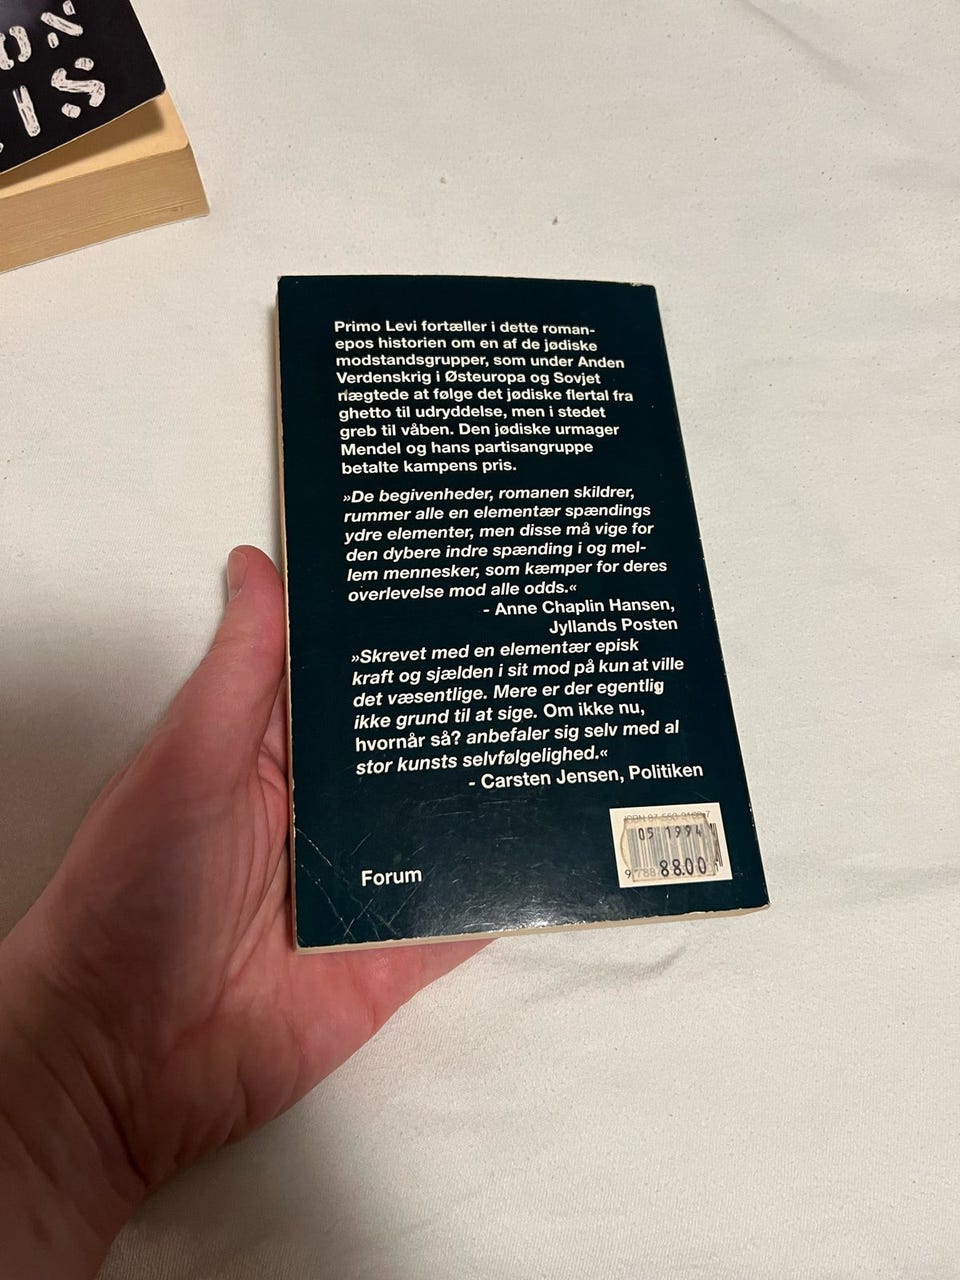 Primo Levi fortæller i dette roman-
epos historien om en af de jødiske
modstandsgrupper, som under Anden
Verdenskrig i Østeuropa og Sovjet
nægtede at følge det jødiske flertal fra
ghetto til udryddelse, men i stedet
greb til våben. Den jødiske urmager
Mendel og hans partisangruppe
betalte kampens pris.
»De begivenheder, romanen skildrer,
rummer alle en elementær spændings
ydre elementer, men disse må vige for
den dybere indre spænding i og mel-
lem mennesker, som kæmper for deres
overlevelse mod alle odds.«
- Anne Chaplin Hansen,
Jyllands Posten
»Skrevet med en elementær episk
kraft og sjælden i sit mod på kun at ville
det væsentlige. Mere er der egentlig
ikke grund til at sige. Om ikke nu,
hvornår så? anbefaler sig selv med al
stor kunsts selvfølgelighed.«
- Carsten Jensen, Politiken
05 1994
9 788
88.00
Forum